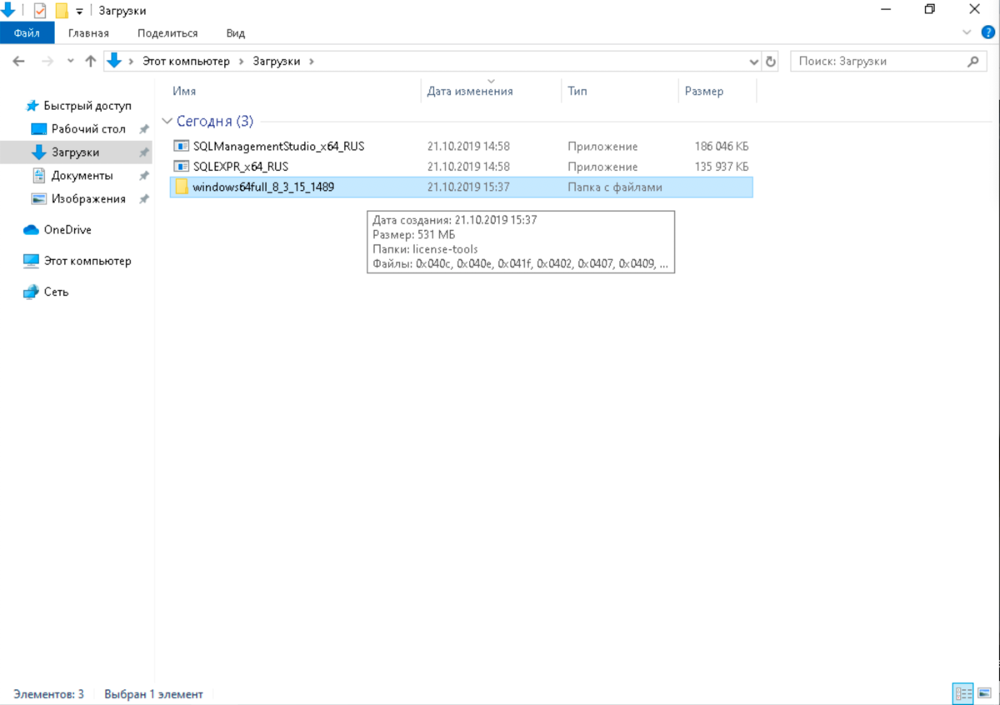 Загрузки
Файл Главная Поделиться Вид
Этот компьютер Загрузки Поиск: Загрузки
Имя Дата изменения Тип Размер
Быстрый доступ
Рабочий стол
Загрузки
Документы
Изображения
OneDrive
Этот компьютер
Сеть
Сегодня (3)
SQLManagementStudio_x64_RUS 21.10.2019 14:58 Приложение 186 046 КБ
SQLEXPR_x64_RUS 21.10.2019 14:58 Приложение 135 937 КБ
windows64full_8_3_15_1489 21.10.2019 15:37 Папка с файлами
Дата создания: 21.10.2019 15:37
Размер: 531 МБ
Папки: license-tools
Файлы: 0x040c, 0x040e, 0x041f, 0x0402, 0x0407, 0x0409, ...
Элементов: 3 Выбран 1 элемент